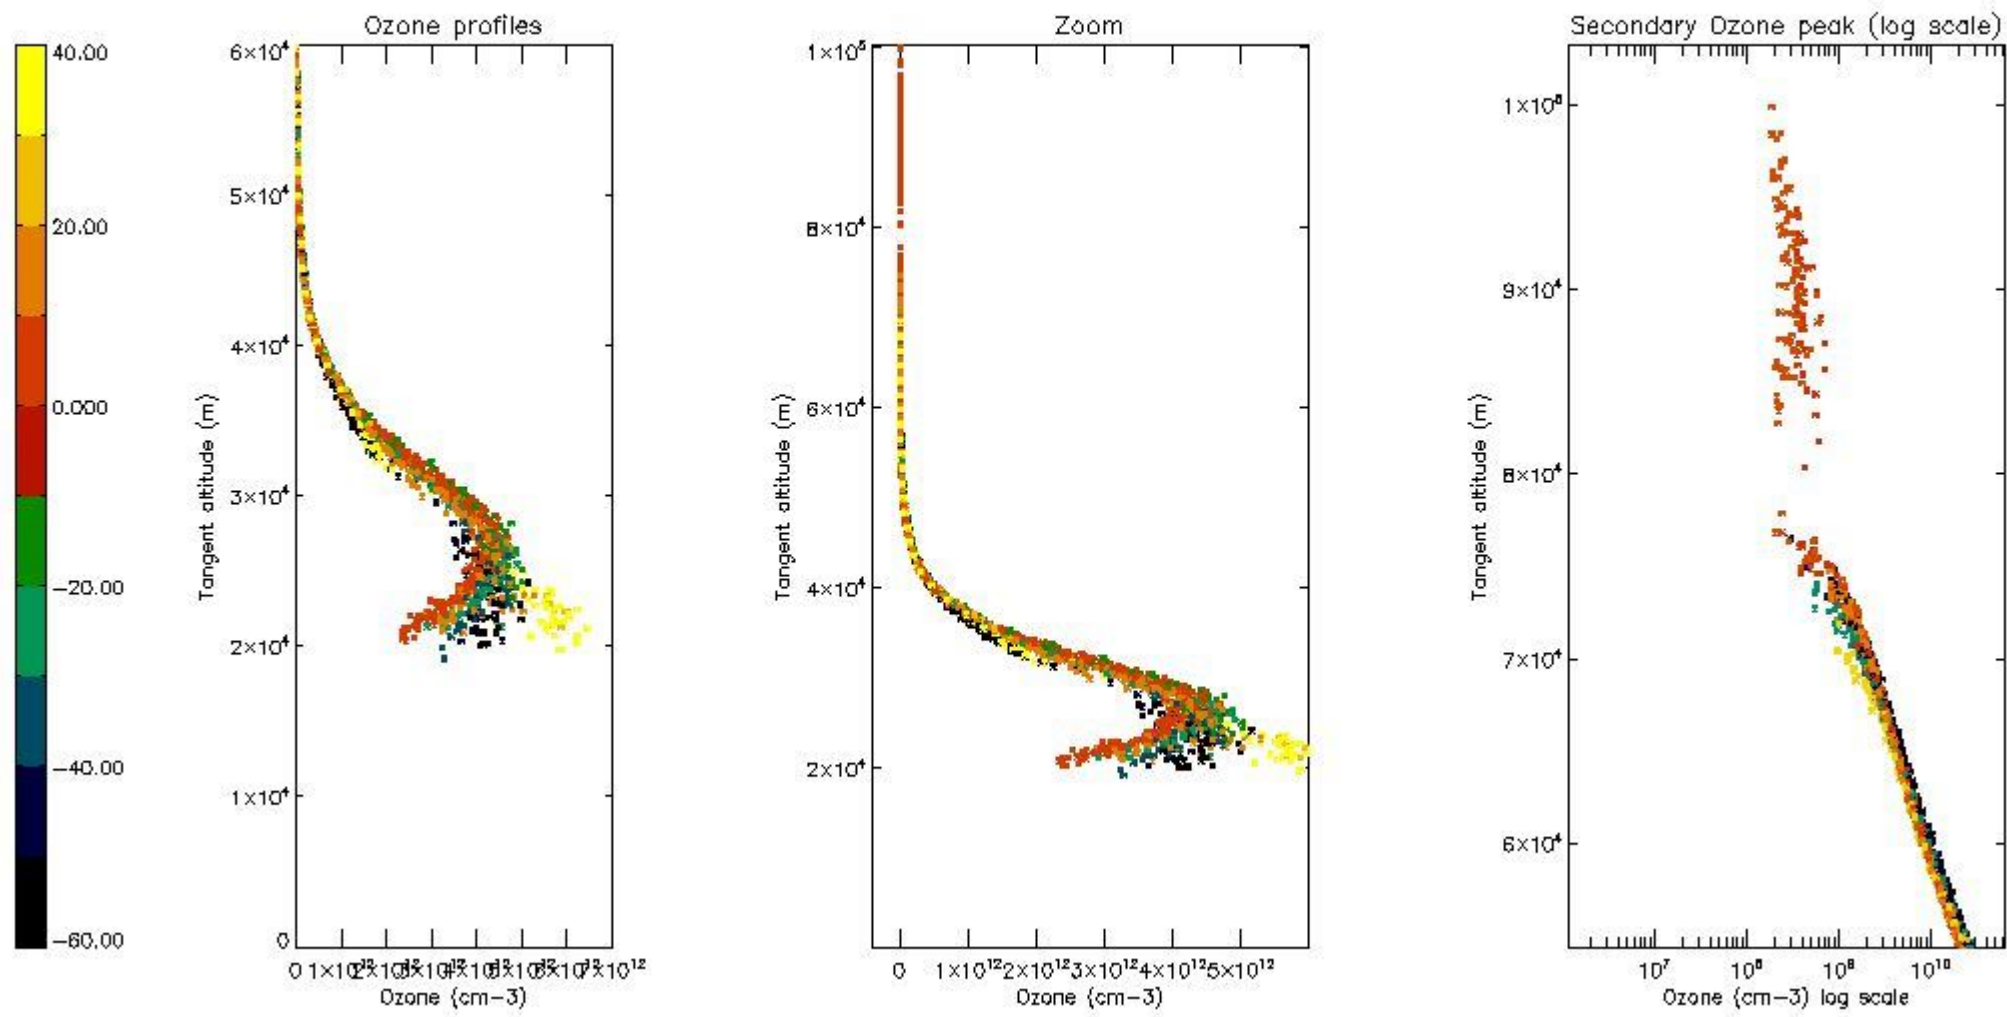 Ozone profiles
Zoom
Secondary Ozone peak (log scale)
40.00
20.00
0.000
−20.00
−40.00
−60.00
6×10⁴
5×10⁴
4×10⁴
3×10⁴
2×10⁴
1×10⁴
0
Tangent altitude (m)
Ozone (cm−3)
1×10⁵
8×10⁴
6×10⁴
4×10⁴
2×10⁴
Tangent altitude (m)
0 1×10¹² 2×10¹² 3×10¹² 4×10¹² 5×10¹²
Ozone (cm−3)
9×10⁴
8×10⁴
7×10⁴
6×10⁴
Tangent altitude (m)
10⁷ 10⁸ 10⁹ 10¹⁰
Ozone (cm−3) log scale